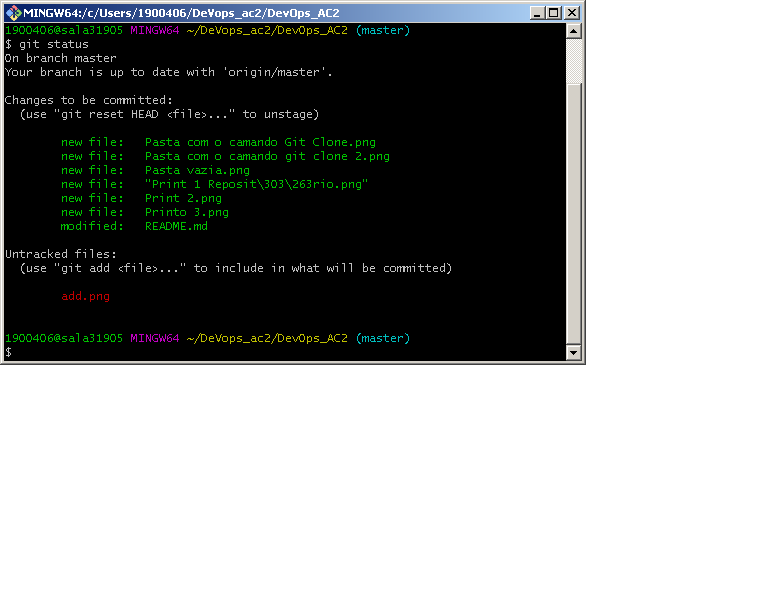 MINGW64:/c/Users/1900406/DeVops_ac2/DevOps_AC2
1900406@sala31905 MINGW64 ~/DeVops_ac2/DevOps_AC2 (master)
$ git status
On branch master
Your branch is up to date with 'origin/master'.
Changes to be committed:
(use "git reset HEAD <file>..." to unstage)
new file: Pasta com o camando Git Clone.png
new file: Pasta com o camando git clone 2.png
new file: Pasta vazia.png
new file: "Print 1 Reposit\303\263rio.png"
new file: Print 2.png
new file: Printo 3.png
modified: README.md
Untracked files:
(use "git add <file>..." to include in what will be committed)
add.png
1900406@sala31905 MINGW64 ~/DeVops_ac2/DevOps_AC2 (master)
$